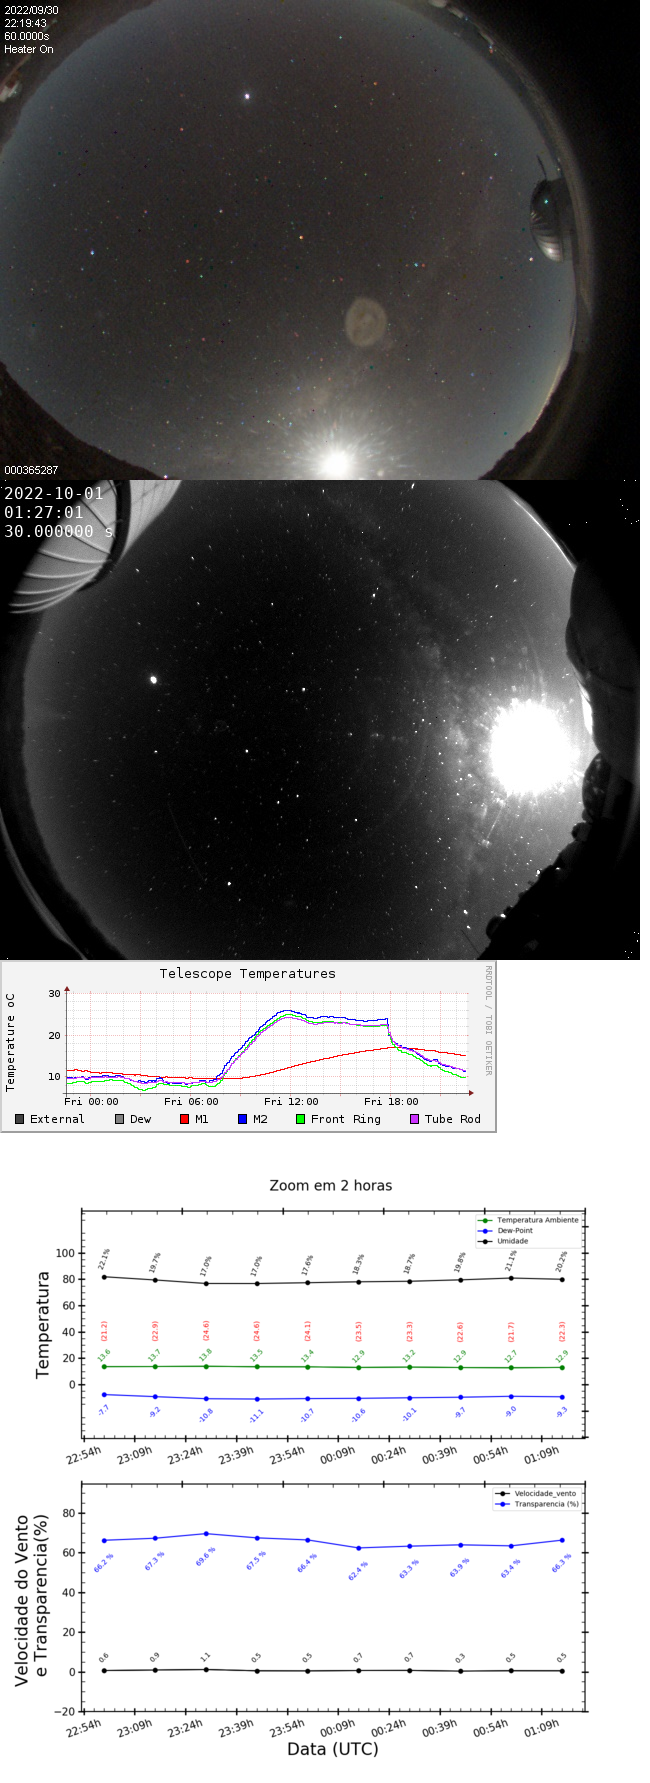 2022/09/30
22:19:43
60.0000s
Heater On
000365287
2022-10-01
01:27:01
30.000000 s
Telescope Temperatures
RRDTOOL / TOBI OETIKER
Temperature oC
30
20
10
Fri 00:00 Fri 06:00 Fri 12:00 Fri 18:00
External Dew M1 M2 Front Ring Tube Rod
Zoom em 2 horas
Temperatura Ambiente
Dew-Point
Umidade
Temperatura
100
80
60
40
20
0
22.1% 19.7% 17.0% 17.0% 17.6% 18.3% 18.7% 19.8% 21.1% 20.2%
(21.2) (22.9) (24.6) (24.6) (24.1) (23.5) (23.3) (22.6) (21.7) (22.3)
13.6 13.7 13.8 13.5 13.4 12.9 13.2 12.9 12.7 12.9
-7.7 -9.2 -10.8 -11.1 -10.7 -10.6 -10.1 -9.7 -9.0 -9.3
22:54h 23:09h 23:24h 23:39h 23:54h 00:09h 00:24h 00:39h 00:54h 01:09h
Velocidade_vento
Transparencia (%)
Velocidade do Vento
e Transparencia(%)
80
60
40
20
0
−20
66.2 % 67.3 % 69.6 % 67.5 % 66.4 % 62.4 % 63.3 % 63.9 % 63.4 % 66.3 %
0.6 0.9 1.1 0.5 0.5 0.7 0.7 0.3 0.5 0.5
22:54h 23:09h 23:24h 23:39h 23:54h 00:09h 00:24h 00:39h 00:54h 01:09h
Data (UTC)